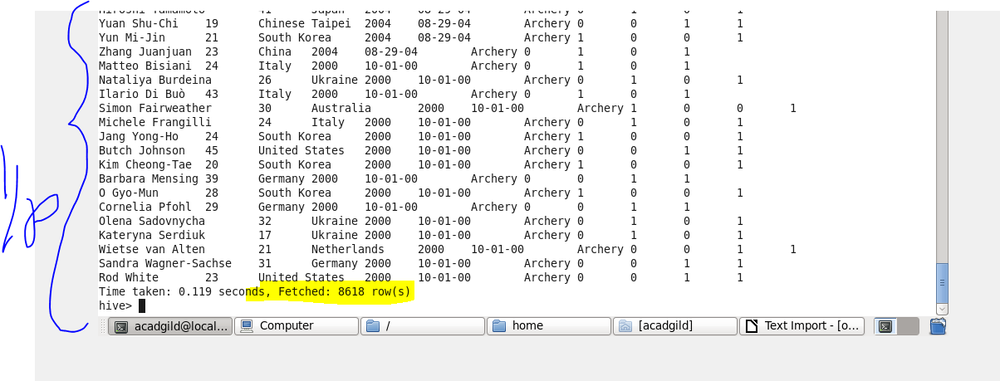 Hiroshi Yamamoto 41 Japan 2004 08-29-04 Archery 0 1 0 1
Yuan Shu-Chi 19 Chinese Taipei 2004 08-29-04 Archery 0 0 1 1
Yun Mi-Jin 21 South Korea 2004 08-29-04 Archery 1 0 0 1
Zhang Juanjuan 23 China 2004 08-29-04 Archery 0 1 0 1
Matteo Bisiani 24 Italy 2000 10-01-00 Archery 0 1 0 1
Nataliya Burdeina 26 Ukraine 2000 10-01-00 Archery 0 1 0 1
Ilario Di Buò 43 Italy 2000 10-01-00 Archery 0 1 0 1
Simon Fairweather 30 Australia 2000 10-01-00 Archery 1 0 0 1
Michele Frangilli 24 Italy 2000 10-01-00 Archery 0 1 0 1
Jang Yong-Ho 24 South Korea 2000 10-01-00 Archery 1 0 0 1
Butch Johnson 45 United States 2000 10-01-00 Archery 0 0 1 1
Kim Cheong-Tae 20 South Korea 2000 10-01-00 Archery 1 0 0 1
Barbara Mensing 39 Germany 2000 10-01-00 Archery 0 0 1 1
O Gyo-Mun 28 South Korea 2000 10-01-00 Archery 1 0 0 1
Cornelia Pfohl 29 Germany 2000 10-01-00 Archery 0 0 1 1
Olena Sadovnycha 32 Ukraine 2000 10-01-00 Archery 0 1 0 1
Kateryna Serdiuk 17 Ukraine 2000 10-01-00 Archery 0 1 0 1
Wietse van Alten 21 Netherlands 2000 10-01-00 Archery 0 0 1 1
Sandra Wagner-Sachse 31 Germany 2000 10-01-00 Archery 0 0 1 1
Rod White 23 United States 2000 10-01-00 Archery 0 0 1 1
Time taken: 0.119 seconds, Fetched: 8618 row(s)
hive>
acadgild@local... Computer / home [acadgild] Text Import - [o...